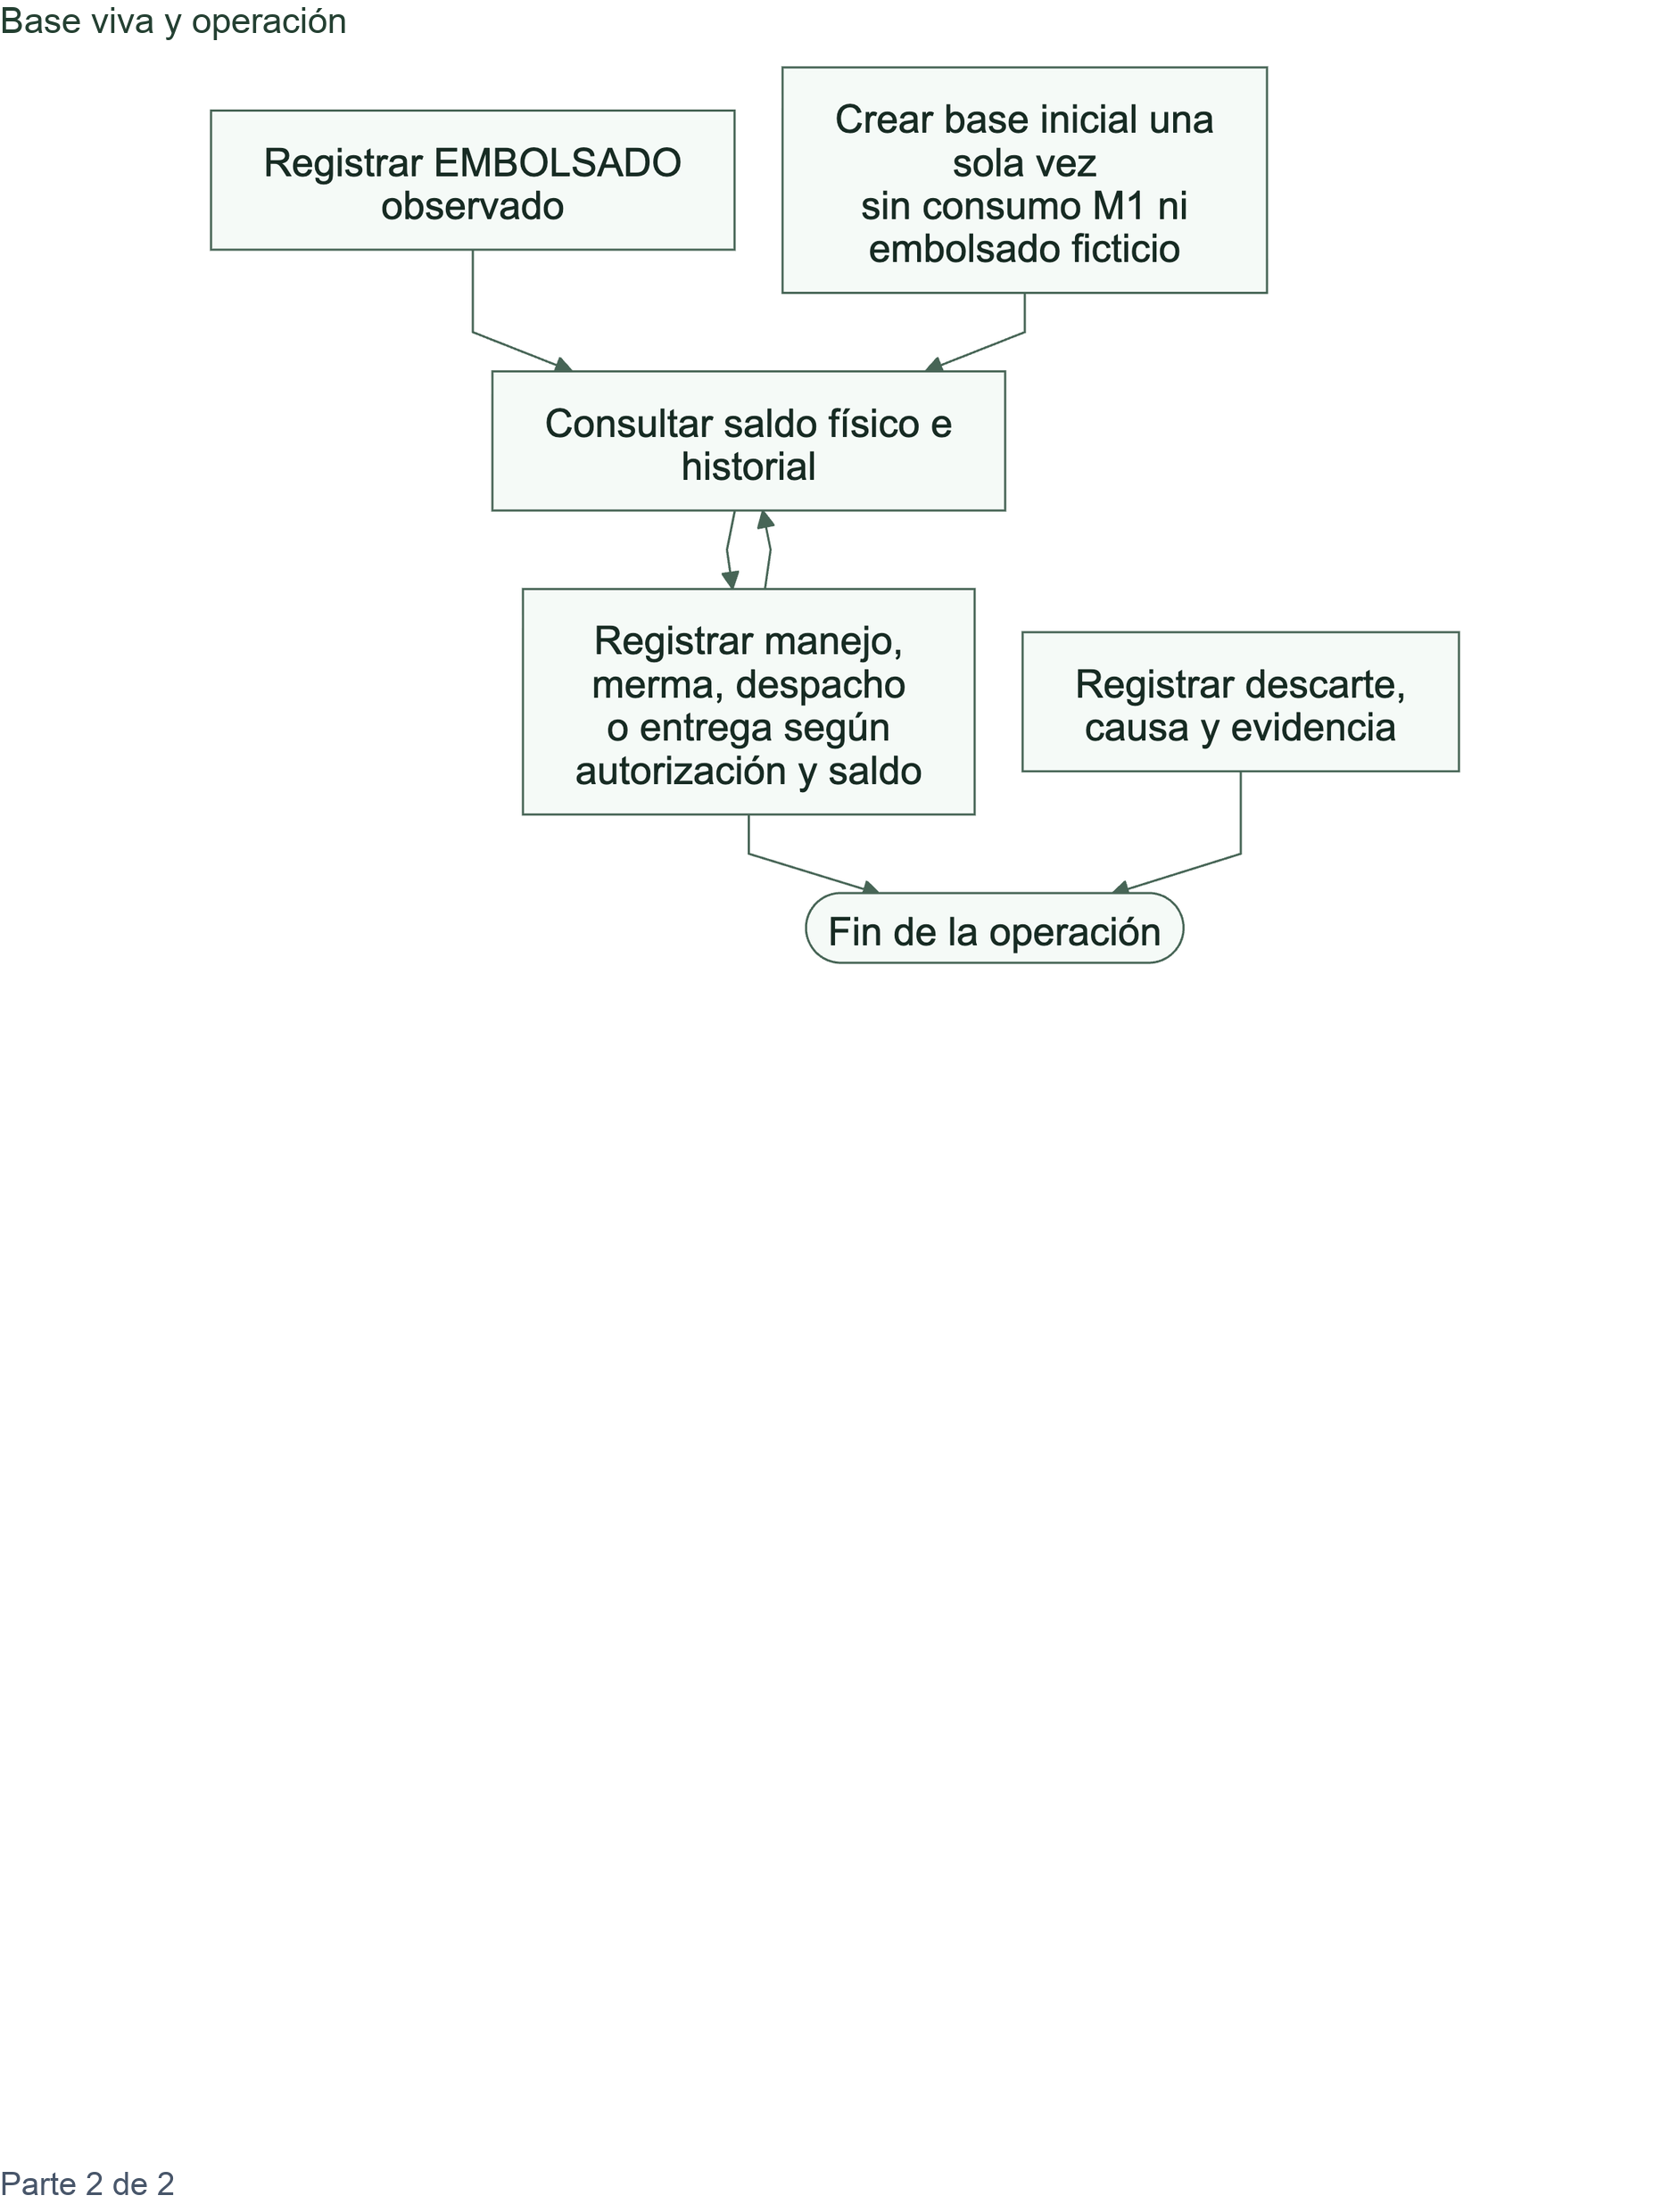 Base viva y operación
Registrar EMBOLSADO
observado
Crear base inicial una
sola vez
sin consumo M1 ni
embolsado ficticio
Consultar saldo físico e
historial
Registrar manejo,
merma, despacho
o entrega según
autorización y saldo
Registrar descarte,
causa y evidencia
Fin de la operación
Parte 2 de 2